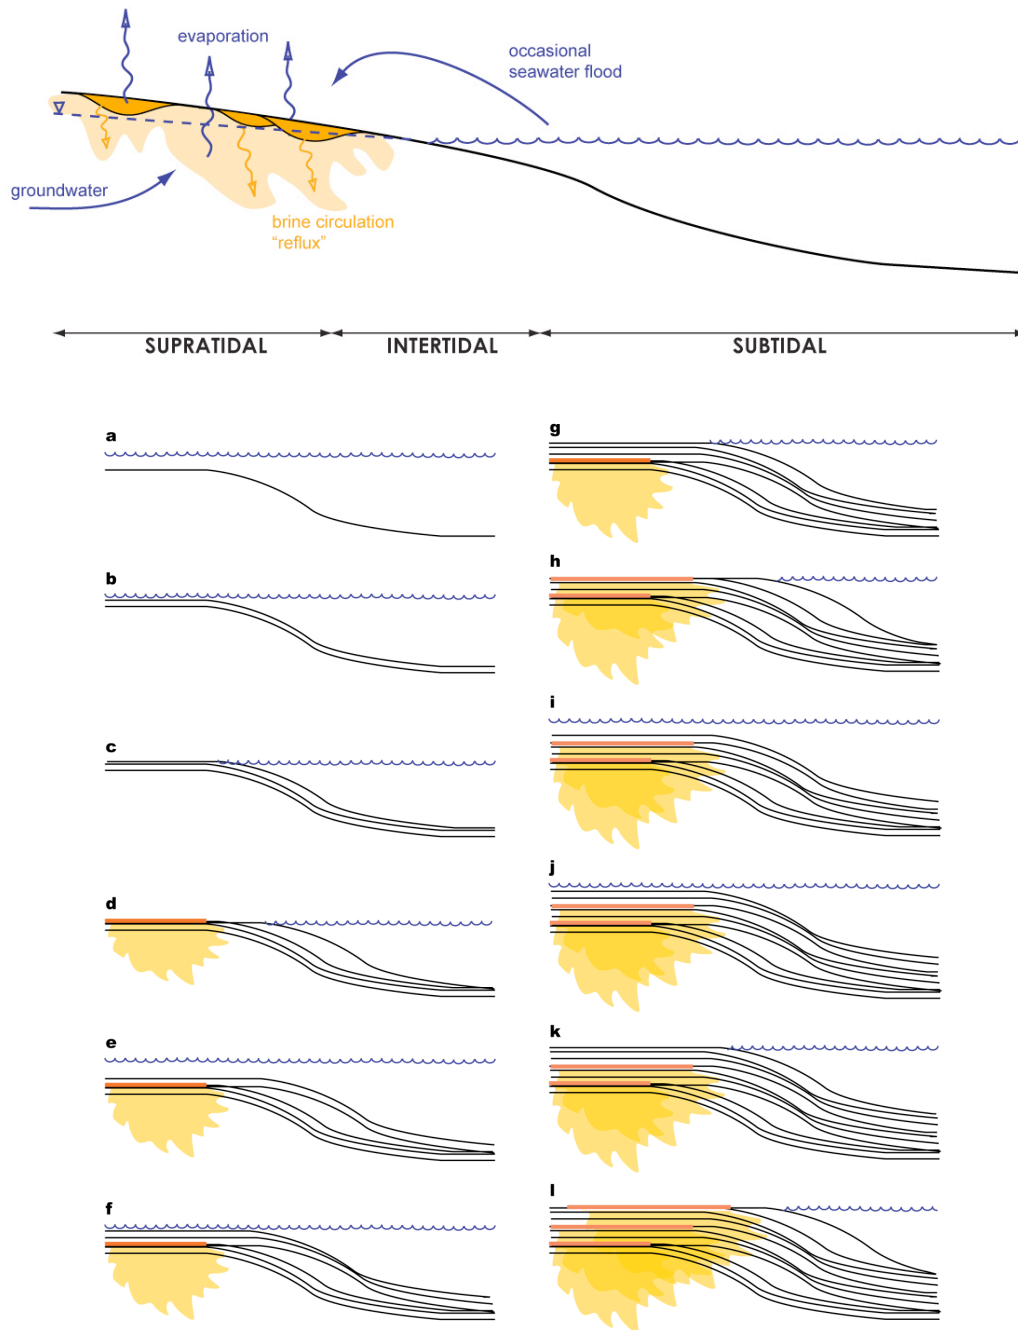 evaporation
occasional
seawater flood
groundwater
brine circulation
“reflux”
SUPRATIDAL
INTERTIDAL
SUBTIDAL
a
b
c
d
e
f
g
h
i
j
k
l